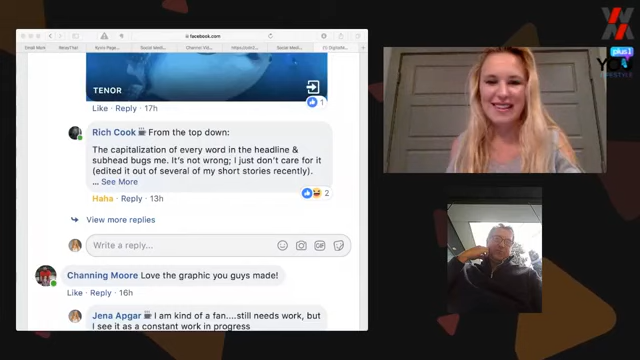 facebook.com
TENOR
Like · Reply · 17h
1
Rich Cook From the top down:
The capitalization of every word in the headline &
subhead bugs me. It's not wrong; I just don't care for it
(edited it out of several of my short stories recently).
... See More
2
Haha · Reply · 13h
View more replies
Write a reply...
GIF
Channing Moore Love the graphic you guys made!
Like · Reply · 16h
Jena Apgar I am kind of a fan....still needs work, but
I see it as a constant work in progress
plus1